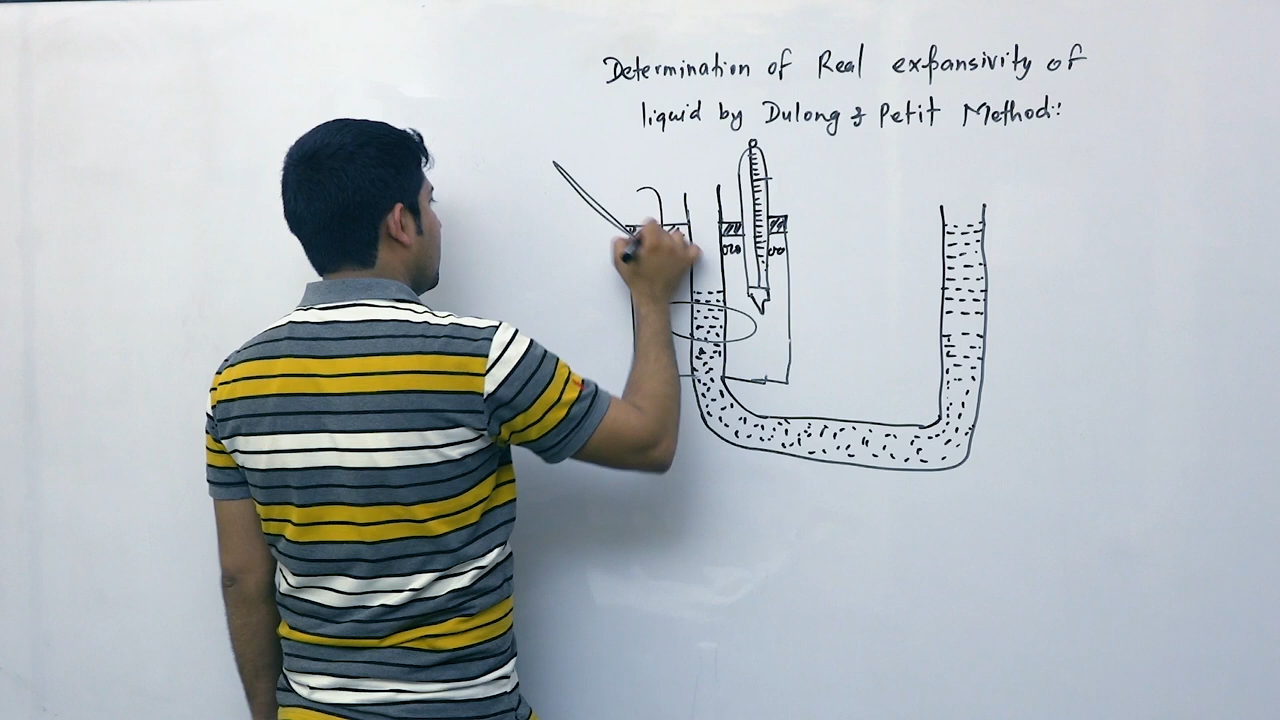 Determination of Real expansivity of
liquid by Dulong & Petit Method:!